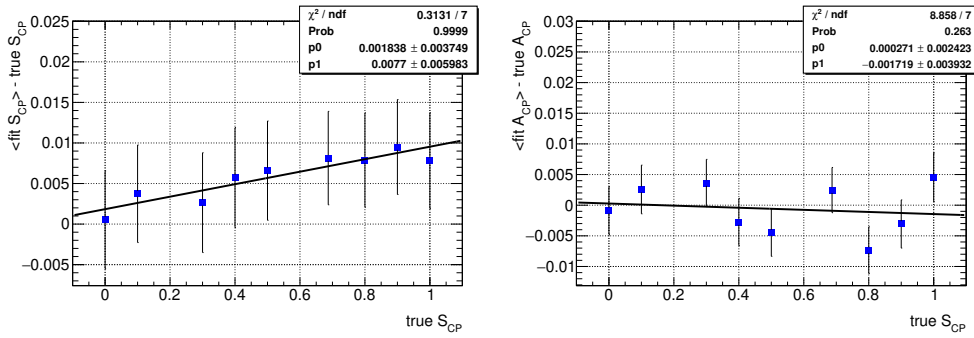 χ² / ndf 0.3131 / 7
Prob 0.9999
p0 0.001838 ± 0.003749
p1 0.0077 ± 0.005983
<fit S_CP> - true S_CP
0.025
0.02
0.015
0.01
0.005
0
−0.005
0 0.2 0.4 0.6 0.8 1
true S_CP
χ² / ndf 8.858 / 7
Prob 0.263
p0 0.000271 ± 0.002423
p1 −0.001719 ± 0.003932
<fit A_CP> - true A_CP
0.03
0.025
0.02
0.015
0.01
0.005
0
−0.005
−0.01
0 0.2 0.4 0.6 0.8 1
true S_CP